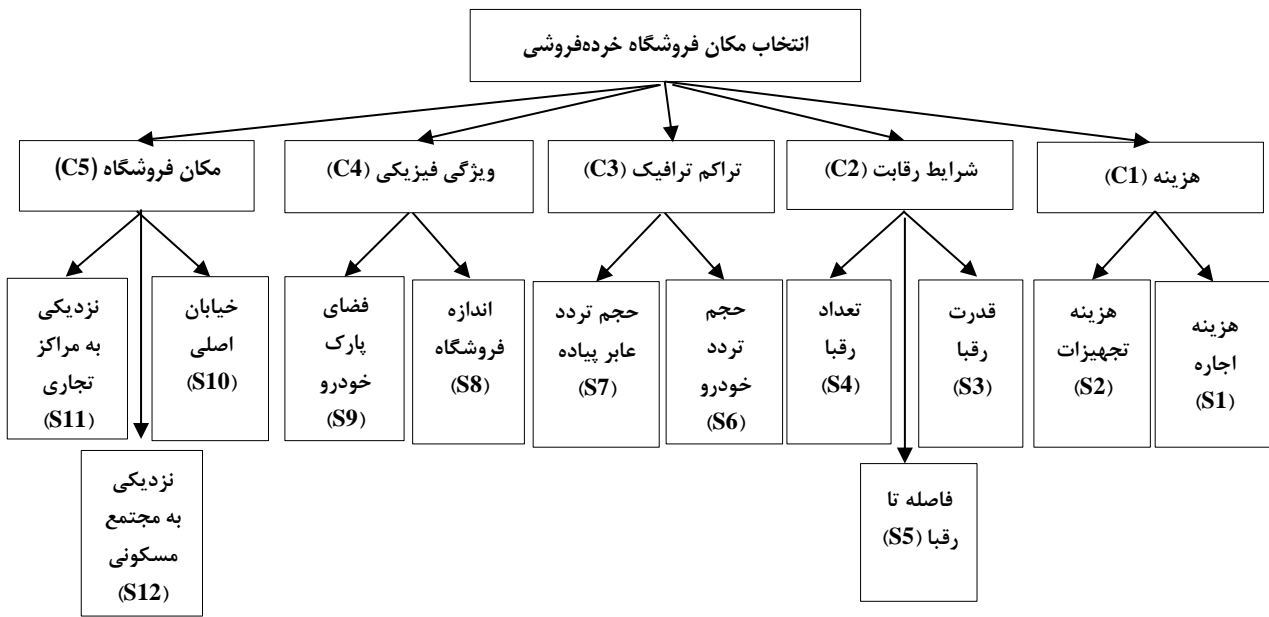 انتخاب مکان فروشگاه خرده‌فروشی
هزینه (C1)
شرایط رقابت (C2)
تراکم ترافیک (C3)
ویژگی فیزیکی (C4)
مکان فروشگاه (C5)
هزینه
اجاره
(S1)
هزینه
تجهیزات
(S2)
قدرت
رقبا
(S3)
تعداد
رقبا
(S4)
فاصله تا
رقبا (S5)
حجم
تردد
خودرو
(S6)
حجم تردد
عابر پیاده
(S7)
اندازه
فروشگاه
(S8)
فضای
پارک
خودرو
(S9)
خیابان
اصلی
(S10)
نزدیکی
به مراکز
تجاری
(S11)
نزدیکی
به مجتمع
مسکونی
(S12)